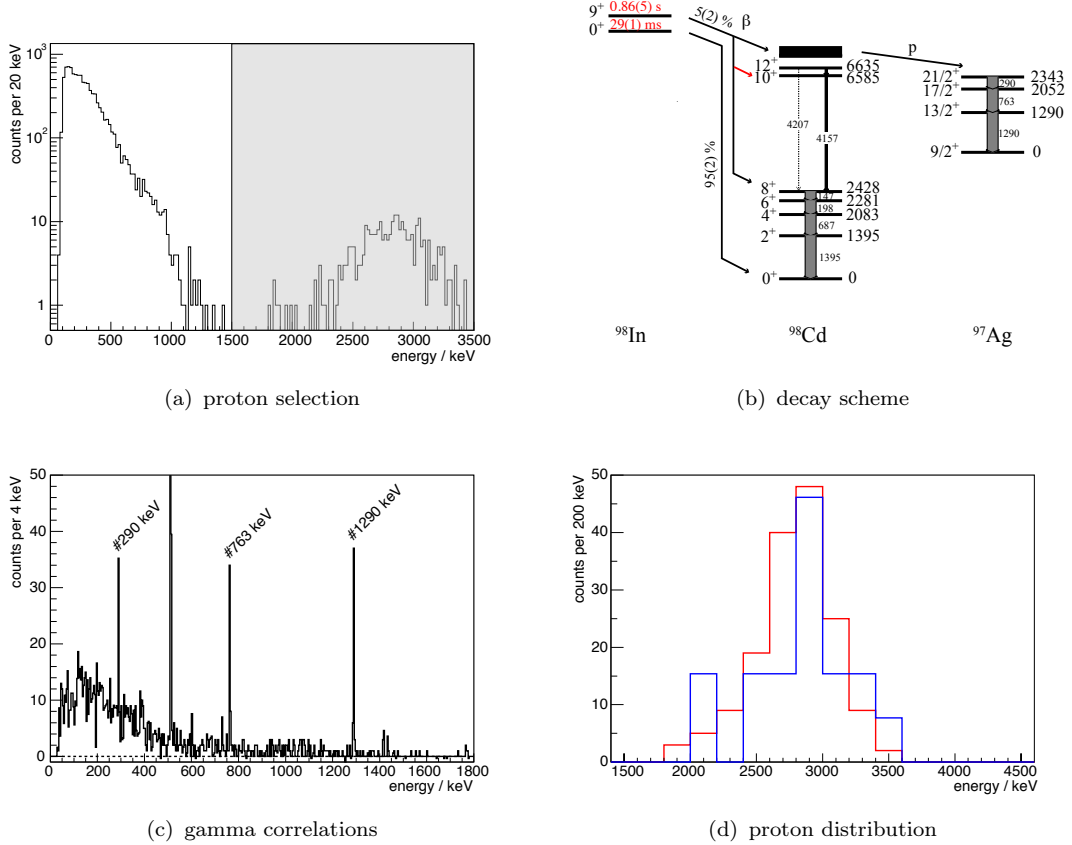 counts per 20 keV
10³
10²
10
1
0 500 1000 1500 2000 2500 3000 3500
energy / keV
(a) proton selection
9⁺ 0.86(5) s
0⁺ 29(1) ms
5(2) % β
95(2) %
p
12⁺ 6635
10⁺ 6585
4207
4157
8⁺ 2428
147
6⁺ 2281
198
4⁺ 2083
687
2⁺ 1395
1395
0⁺ 0
21/2⁺ 2343
290
17/2⁺ 2052
763
13/2⁺ 1290
1290
9/2⁺ 0
⁹⁸In ⁹⁸Cd ⁹⁷Ag
(b) decay scheme
counts per 4 keV
50
40
30
20
10
0
#290 keV
#763 keV
#1290 keV
0 200 400 600 800 1000 1200 1400 1600 1800
energy / keV
(c) gamma correlations
counts per 200 keV
50
40
30
20
10
0
1500 2000 2500 3000 3500 4000 4500
energy / keV
(d) proton distribution